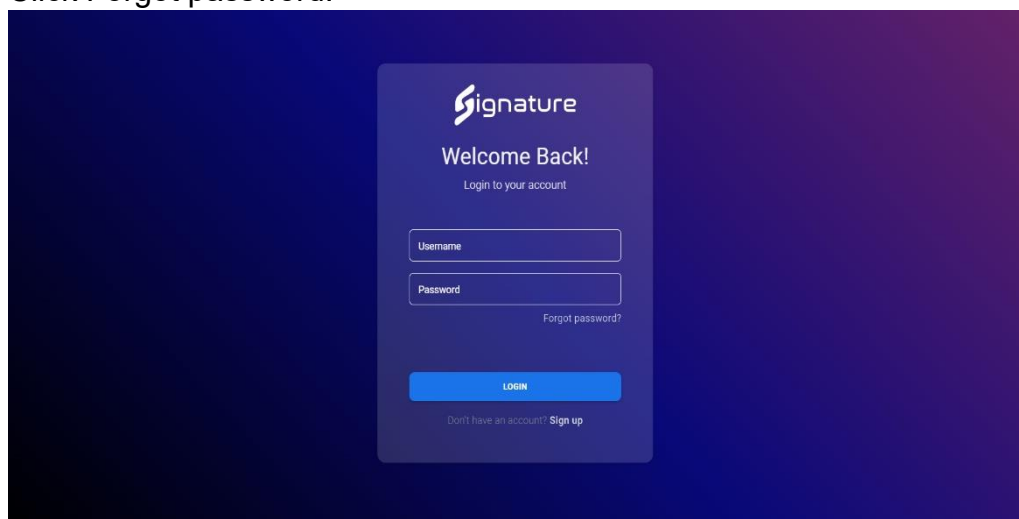 Click Forgot password.
Signature
Welcome Back!
Login to your account
Username
Password
Forgot password?
LOGIN
Don't have an account? Sign up